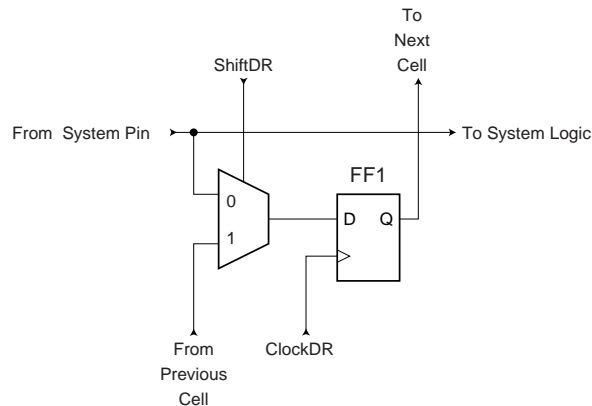 To
Next
Cell
ShiftDR
From System Pin
To System Logic
FF1
0
D Q
1
From
Previous
Cell
ClockDR